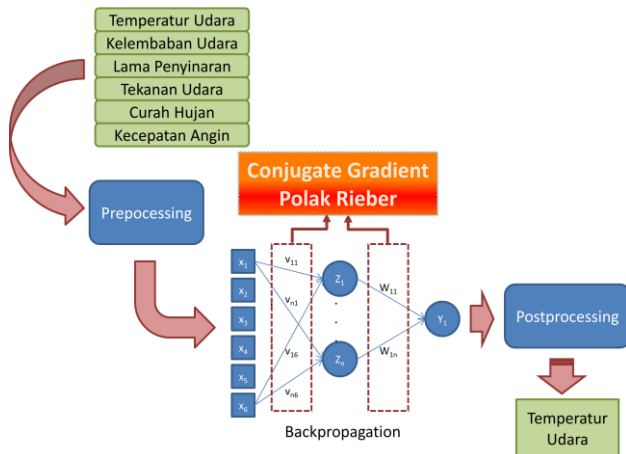 Temperatur Udara
Kelembaban Udara
Lama Penyinaran
Tekanan Udara
Curah Hujan
Kecepatan Angin
Conjugate Gradient
Polak Rieber
Prepocessing
x₁
x₂
x₃
x₄
x₅
x₆
v₁₁
vₙ₁
v₁₆
vₙ₆
Z₁
.
.
.
Zₙ
W₁₁
W₁ₙ
Y₁
Postprocessing
Backpropagation
Temperatur
Udara